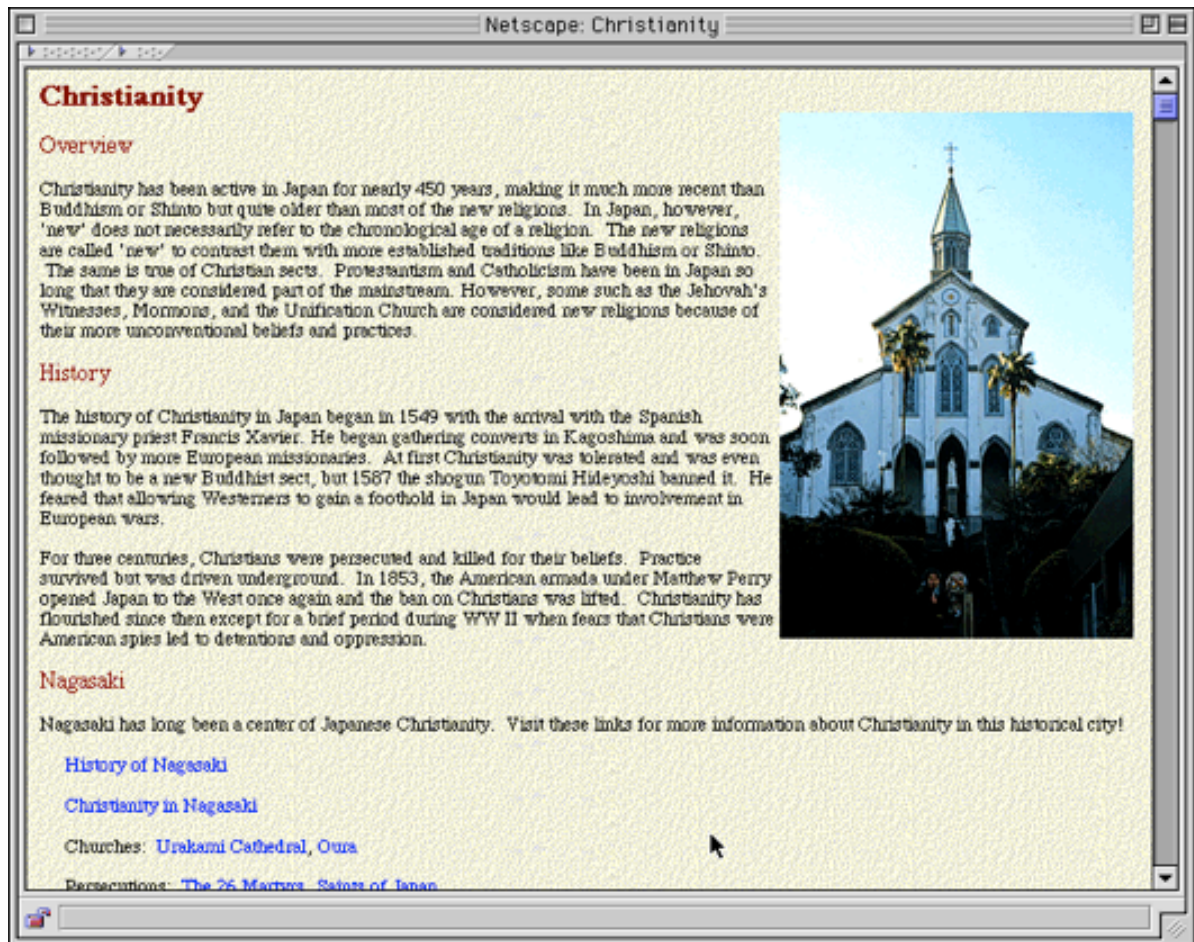 Netscape: Christianity
Christianity
Overview
Christianity has been active in Japan for nearly 450 years, making it much more recent than
Buddhism or Shinto but quite older than most of the new religions. In Japan, however,
'new' does not necessarily refer to the chronological age of a religion. The new religions
are called 'new' to contrast them with more established traditions like Buddhism or Shinto.
The same is true of Christian sects. Protestantism and Catholicism have been in Japan so
long that they are considered part of the mainstream. However, some such as the Jehovah's
Witnesses, Mormons, and the Unification Church are considered new religions because of
their more unconventional beliefs and practices.
History
The history of Christianity in Japan began in 1549 with the arrival with the Spanish
missionary priest Francis Xavier. He began gathering converts in Kagoshima and was soon
followed by more European missionaries. At first Christianity was tolerated and was even
thought to be a new Buddhist sect, but 1587 the shogun Toyotomi Hideyoshi banned it. He
feared that allowing Westerners to gain a foothold in Japan would lead to involvement in
European wars.
For three centuries, Christians were persecuted and killed for their beliefs. Practice
survived but was driven underground. In 1853, the American armada under Matthew Perry
opened Japan to the West once again and the ban on Christians was lifted. Christianity has
flourished since then except for a brief period during WW II when fears that Christians were
American spies led to detentions and oppression.
Nagasaki
Nagasaki has long been a center of Japanese Christianity. Visit these links for more information about Christianity in this historical city!
History of Nagasaki
Christianity in Nagasaki
Churches: Urakami Cathedral, Oura
Persecutions: The 26 Martyrs, Saints of Japan